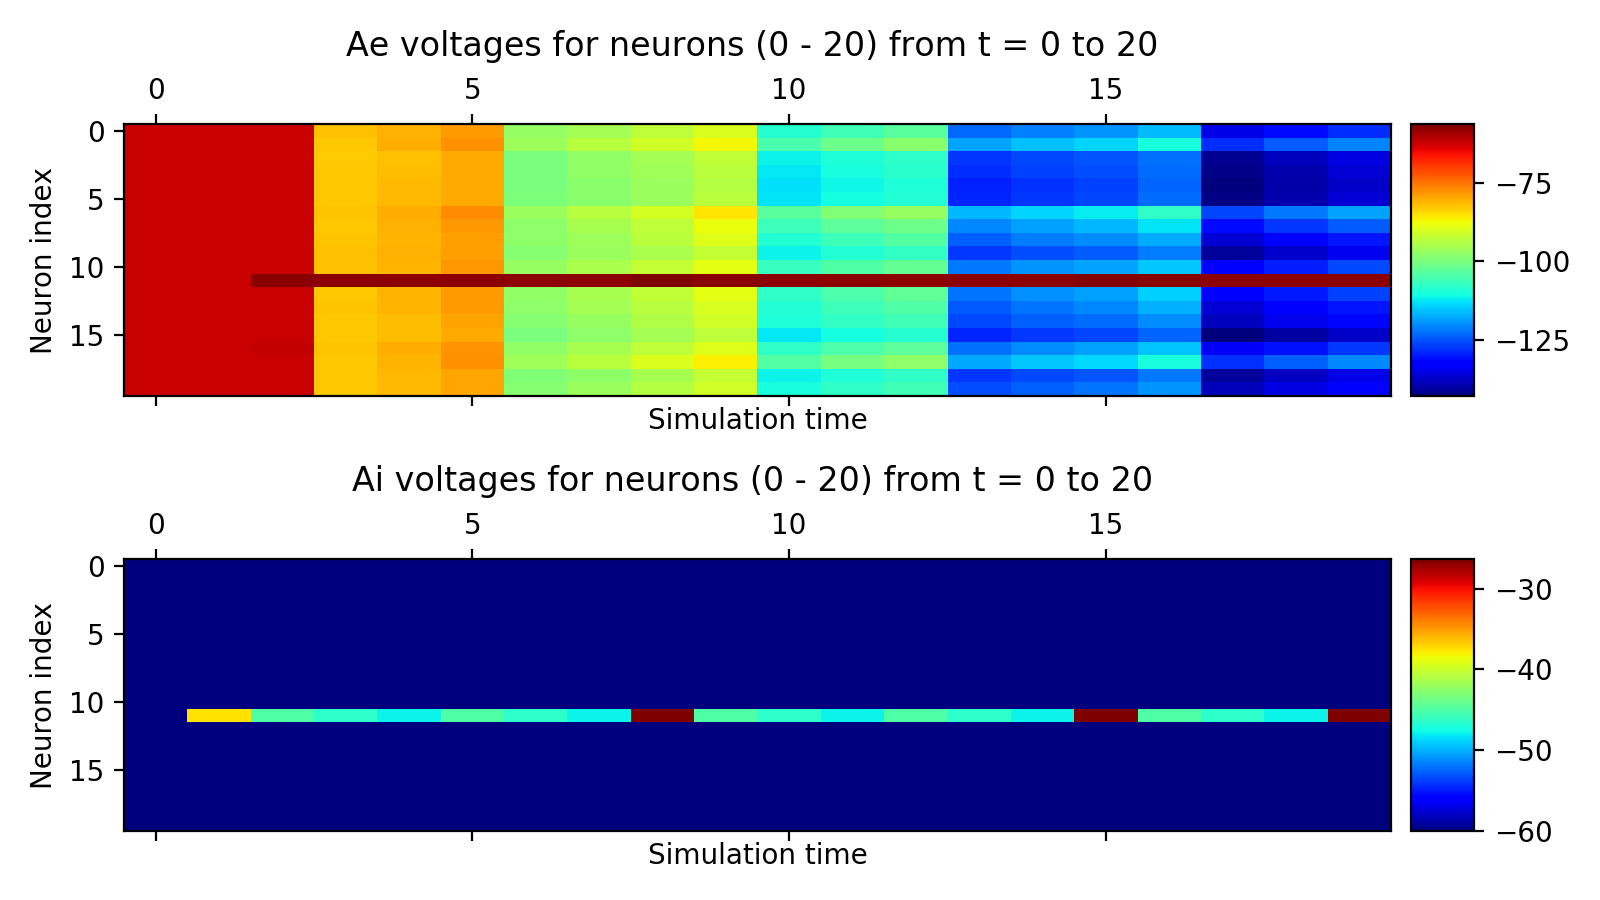 Ae voltages for neurons (0 - 20) from t = 0 to 20
0 5 10 15
Neuron index
0
5
10
15
Simulation time
−75
−100
−125
Ai voltages for neurons (0 - 20) from t = 0 to 20
0 5 10 15
Neuron index
0
5
10
15
Simulation time
−30
−40
−50
−60